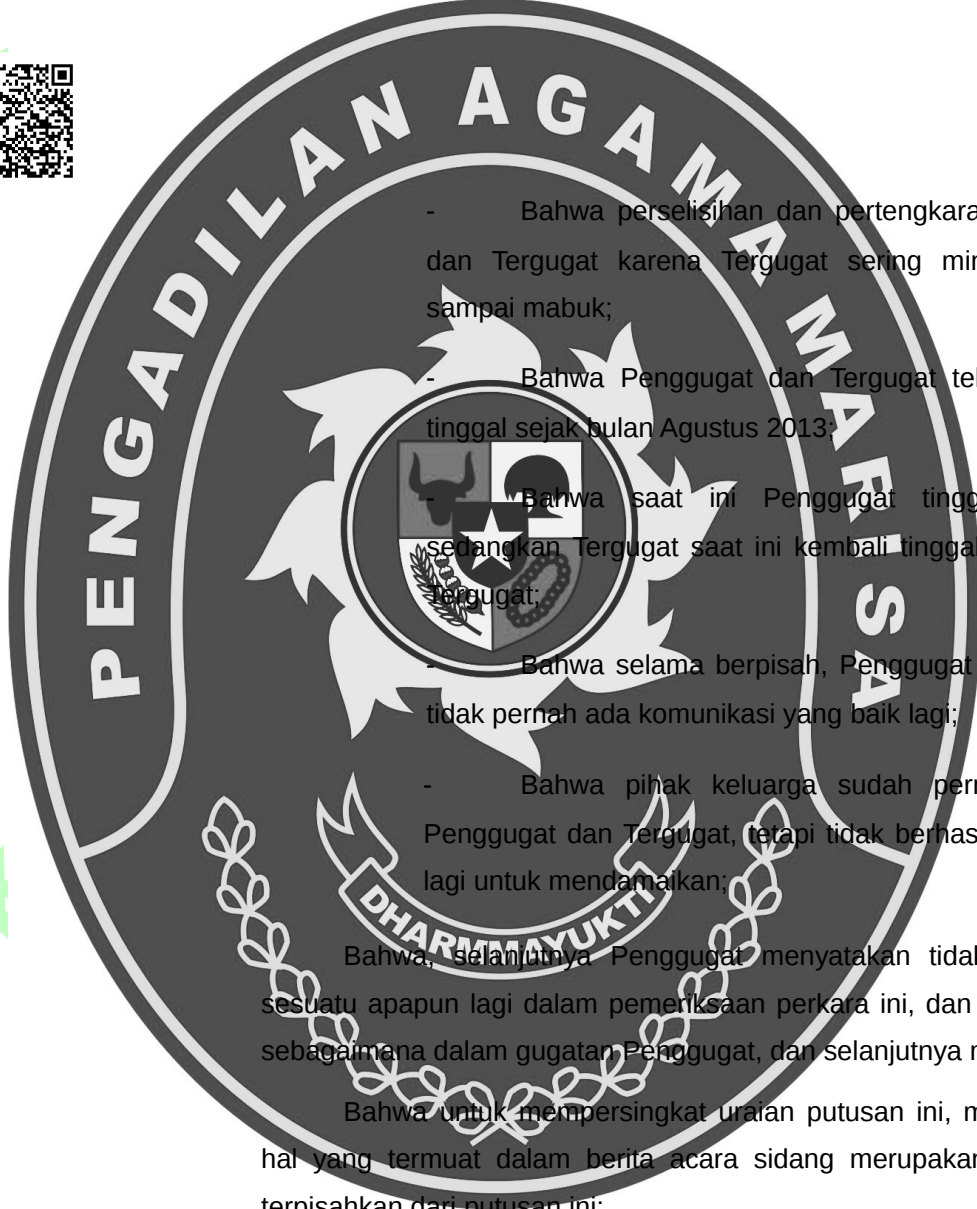 PENGADILAN AGAMA MARISA
- Bahwa perselisihan dan pertengkara
dan Tergugat karena Tergugat sering mi
sampai mabuk;
- Bahwa Penggugat dan Tergugat te
tinggal sejak bulan Agustus 2013;
- Bahwa saat ini Penggugat tingg
sedangkan Tergugat saat ini kembali tinggal
Tergugat;
- Bahwa selama berpisah, Penggugat
tidak pernah ada komunikasi yang baik lagi;
- Bahwa pihak keluarga sudah per
Penggugat dan Tergugat, tetapi tidak berhas
lagi untuk mendamaikan;
DHARMMAYUKTI
Bahwa, selanjutnya Penggugat menyatakan tida
sesuatu apapun lagi dalam pemeriksaan perkara ini, dan
sebagaimana dalam gugatan Penggugat, dan selanjutnya
Bahwa untuk mempersingkat uraian putusan ini,
hal yang termuat dalam berita acara sidang merupakan
terpisahkan dari putusan ini;